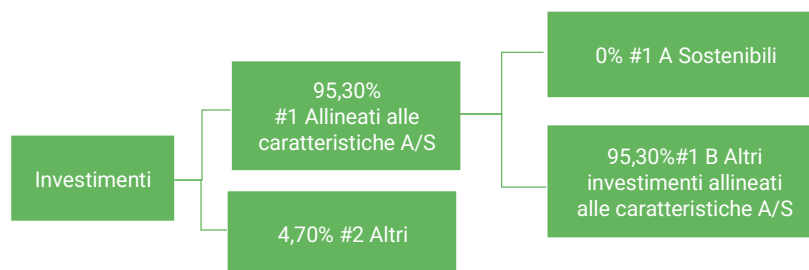 Investimenti
95,30%
#1 Allineati alle
caratteristiche A/S
4,70% #2 Altri
0% #1 A Sostenibili
95,30%#1 B Altri
investimenti allineati
alle caratteristiche A/S